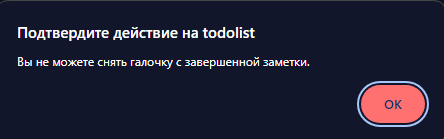 Подтвердите действие на todolist
Вы не можете снять галочку с завершенной заметки.
OK